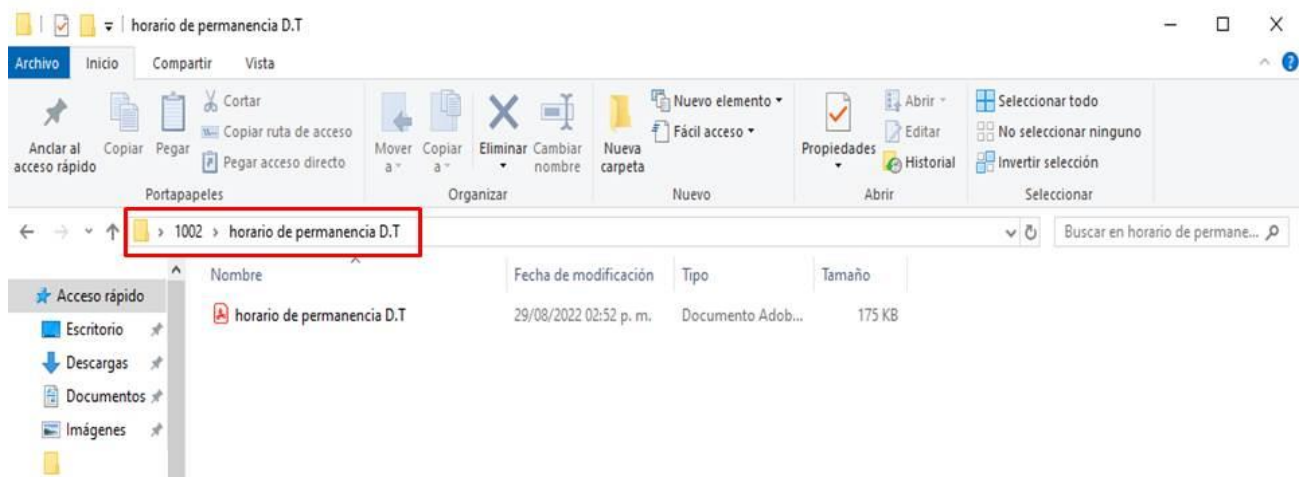 horario de permanencia D.T
Archivo Inicio Compartir Vista
Anclar al acceso rápido
Copiar
Pegar
Cortar
Copiar ruta de acceso
Pegar acceso directo
Portapapeles
Mover a
Copiar a
Eliminar
Cambiar nombre
Organizar
Nueva carpeta
Nuevo elemento
Fácil acceso
Nuevo
Propiedades
Abrir
Editar
Historial
Abrir
Seleccionar todo
No seleccionar ninguno
Invertir selección
Seleccionar
› 1002 › horario de permanencia D.T
Buscar en horario de permane...
Nombre Fecha de modificación Tipo Tamaño
horario de permanencia D.T 29/08/2022 02:52 p. m. Documento Adob... 175 KB
Acceso rápido
Escritorio
Descargas
Documentos
Imágenes